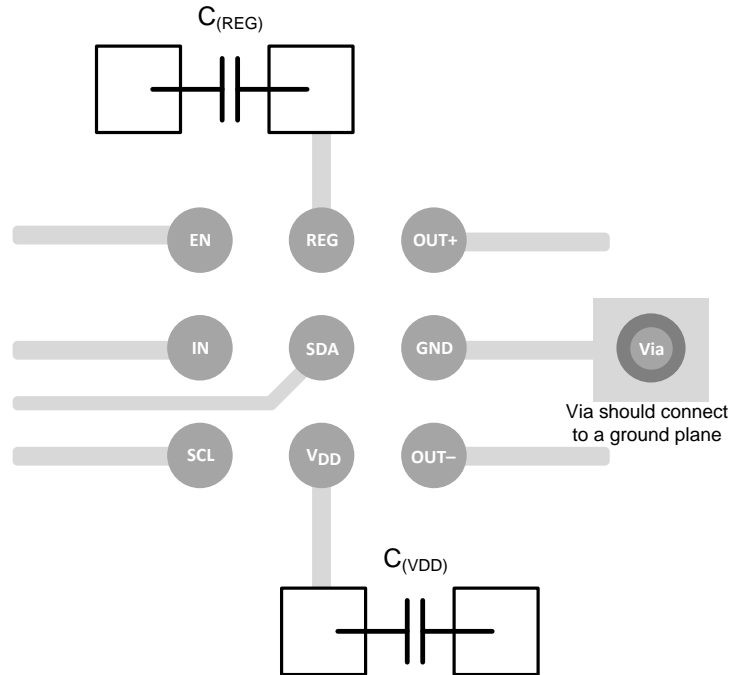 C(REG)
EN
REG
OUT+
IN
SDA
GND
Via
Via should connect
to a ground plane
SCL
VDD
OUT–
C(VDD)